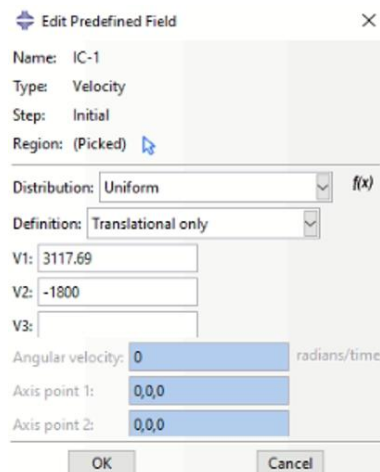 Edit Predefined Field
Name: IC-1
Type: Velocity
Step: Initial
Region: (Picked)
Distribution: Uniform f(x)
Definition: Translational only
V1: 3117.69
V2: -1800
V3:
Angular velocity: 0 radians/time
Axis point 1: 0,0,0
Axis point 2: 0,0,0
OK Cancel